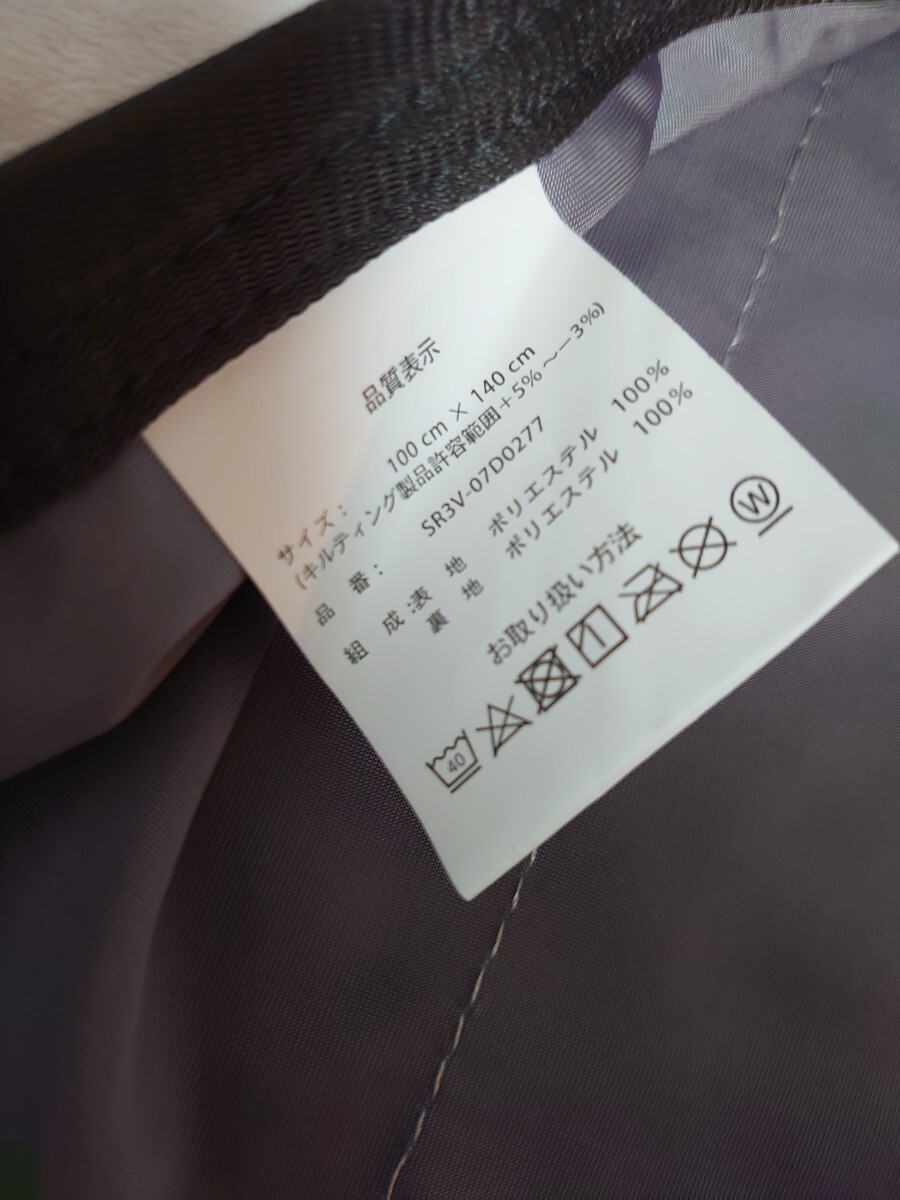 品質表示
サイズ： 100 cm × 140 cm
(キルティング製品許容範囲＋5% ～－3%)
品 番： SR3V-07D0277
組 成：表 地 ポリエステル 100%
裏 地 ポリエステル 100%
お取り扱い方法
40 W